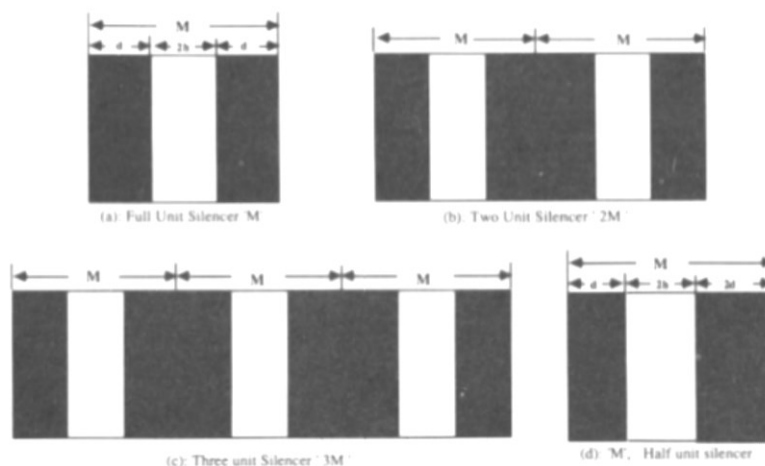 M
d 2h d
(a): Full Unit Silencer 'M'
M M
(b): Two Unit Silencer ' 2M '
M M M
(c): Three unit Silencer ' 3M '
M
d 2h 2d
(d) 'M', Half unit silencer